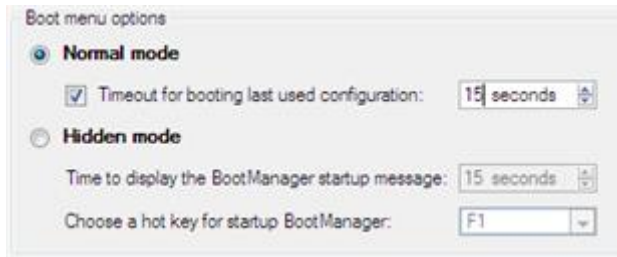 Boot menu options
Normal mode
Timeout for booting last used configuration: 15 seconds
Hidden mode
Time to display the BootManager startup message: 15 seconds
Choose a hot key for startup BootManager: F1